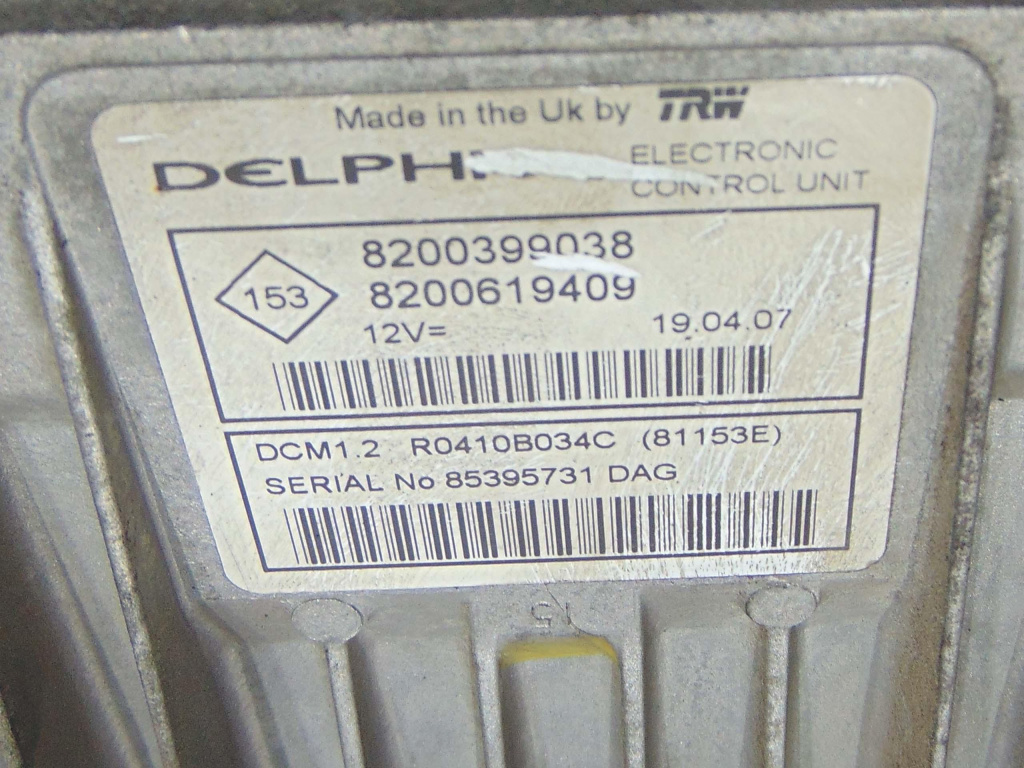 Made in the Uk by TRW
DELPHI ELECTRONIC
CONTROL UNIT
153
8200399038
8200619409
12V=
19.04.07
DCM1.2 R0410B034C (81153E)
SERIAL No 85395731 DAG
15